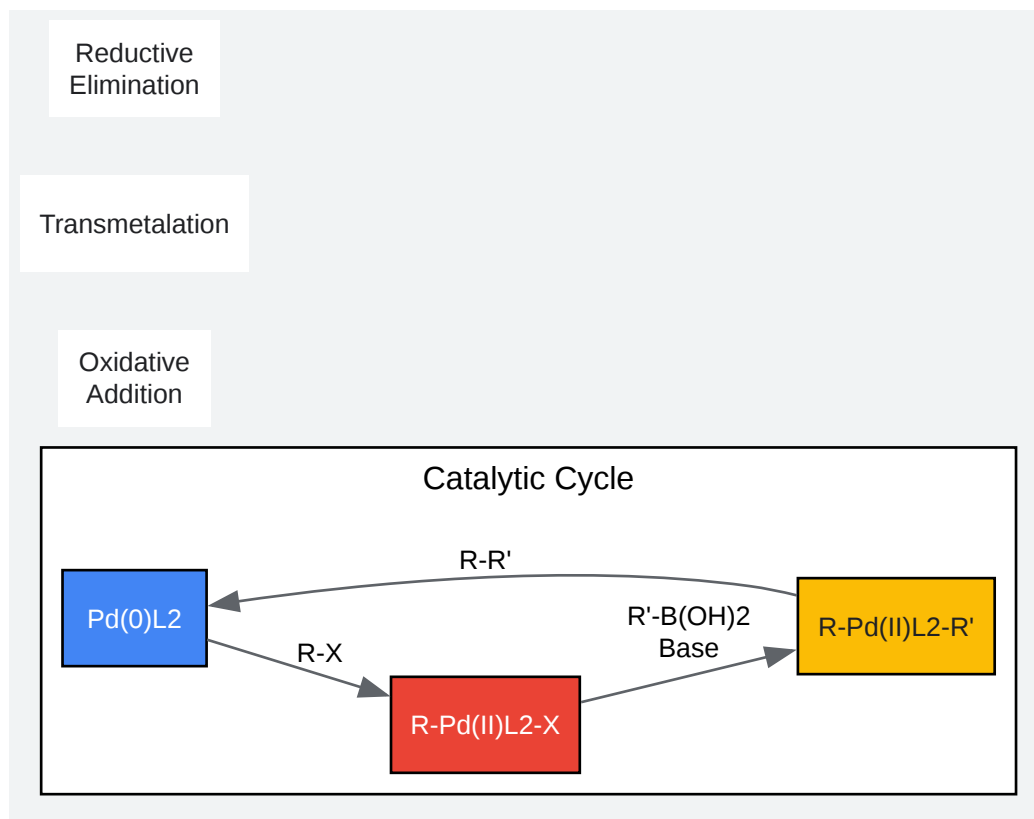 Reductive
Elimination
Transmetalation
Oxidative
Addition
Catalytic Cycle
R-R'
Pd(0)L2
R'-B(OH)2
Base
R-Pd(II)L2-R'
R-X
R-Pd(II)L2-X